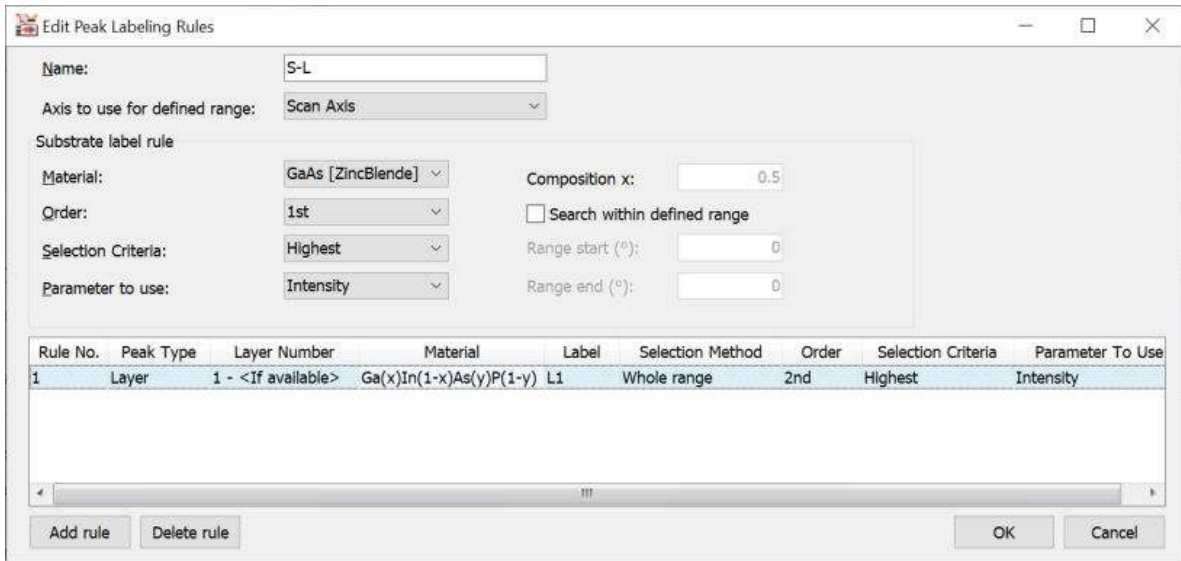 Edit Peak Labeling Rules
Name: S-L
Axis to use for defined range: Scan Axis
Substrate label rule
Material: GaAs [ZincBlende] Composition x: 0.5
Order: 1st Search within defined range
Selection Criteria: Highest Range start (°): 0
Parameter to use: Intensity Range end (°): 0
Rule No. Peak Type Layer Number Material Label Selection Method Order Selection Criteria Parameter To Use
1 Layer 1 - <If available> Ga(x)In(1-x)As(y)P(1-y) L1 Whole range 2nd Highest Intensity
Add rule Delete rule OK Cancel